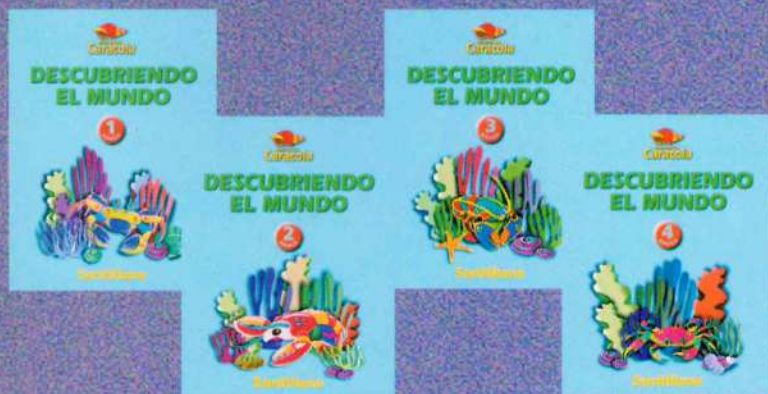 Caracola
DESCUBRIENDO
EL MUNDO
1
Santillana
Caracola
DESCUBRIENDO
EL MUNDO
2
Santillana
Caracola
DESCUBRIENDO
EL MUNDO
3
Santillana
Caracola
DESCUBRIENDO
EL MUNDO
4
Santillana